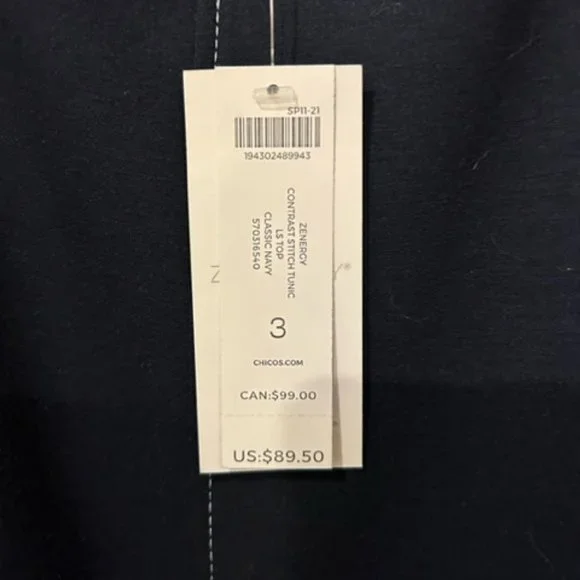 SP11-21
194302489943
ZENERGY
CONTRAST STITCH TUNIC
LS TOP
CLASSIC NAVY
570316540
3
CHICOS.COM
CAN:$99.00
US:$89.50